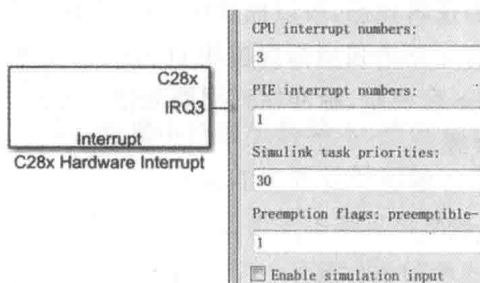 C28x
IRQ3
Interrupt
C28x Hardware Interrupt
CPU interrupt numbers:
3
PIE interrupt numbers:
1
Simulink task priorities:
30
Preemption flags: preemptible-
1
Enable simulation input